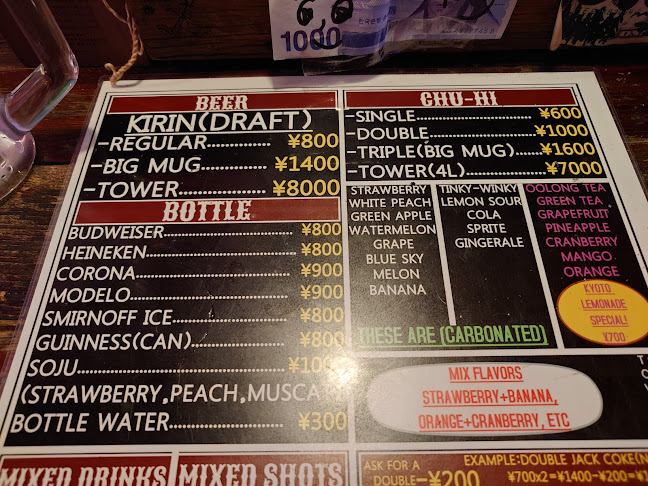 1000
BEER
KIRIN(DRAFT)
-REGULAR............... ¥800
-BIG MUG............... ¥1400
-TOWER................. ¥8000
BOTTLE
BUDWEISER............... ¥800
HEINEKEN............... ¥800
CORONA............... ¥900
MODELO............... ¥900
SMIRNOFF ICE............... ¥800
GUINNESS(CAN)............... ¥800
SOJU...............
(STRAWBERRY,PEACH,MUSCA
BOTTLE WATER............... ¥300
CHU-HI
-SINGLE............... ¥600
-DOUBLE............... ¥1000
-TRIPLE(BIG MUG)...... ¥1600
-TOWER(4L)............... ¥7000
STRAWBERRY
WHITE PEACH
GREEN APPLE
WATERMELON
GRAPE
BLUE SKY
MELON
BANANA
TINKY-WINKY
LEMON SOUR
COLA
SPRITE
GINGERALE
THESE ARE (CARBONATED)
OOLONG TEA
GREEN TEA
GRAPEFRUIT
PINEAPPLE
CRANBERRY
MANGO
ORANGE
KYOTO
LEMONADE
SPECIAL!
¥700
MIX FLAVORS
STRAWBERRY+BANANA,
ORANGE+CRANBERRY, ETC
MIXED DRINKS
MIXED SHOTS
ASK FOR A
DOUBLE-¥200
EXAMPLE:DOUBLE JACK COKE(N
¥700x2=¥1400-¥200=¥1